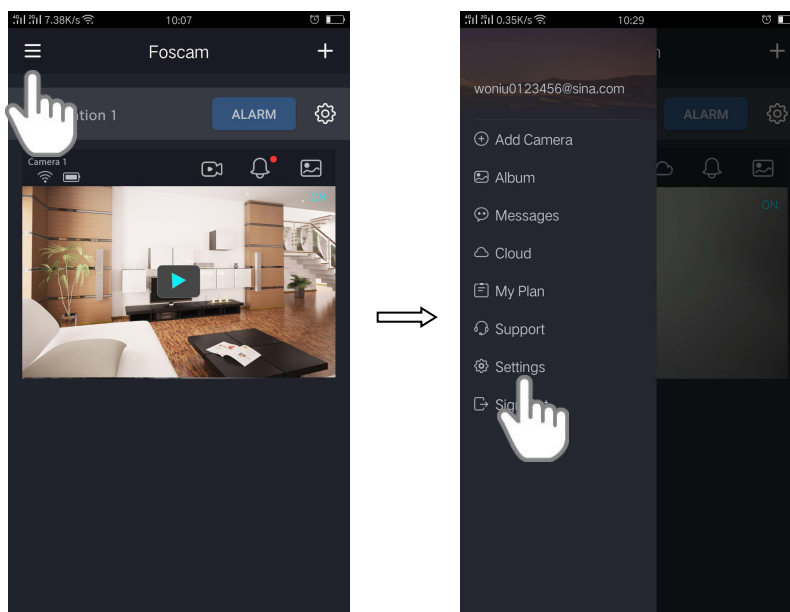 7.38K/s 10:07
Foscam
ation 1 ALARM
Camera 1
ON
0.35K/s 10:29
woniu0123456@sina.com
ALARM
Add Camera
Album
Messages
ON
Cloud
My Plan
Support
Settings